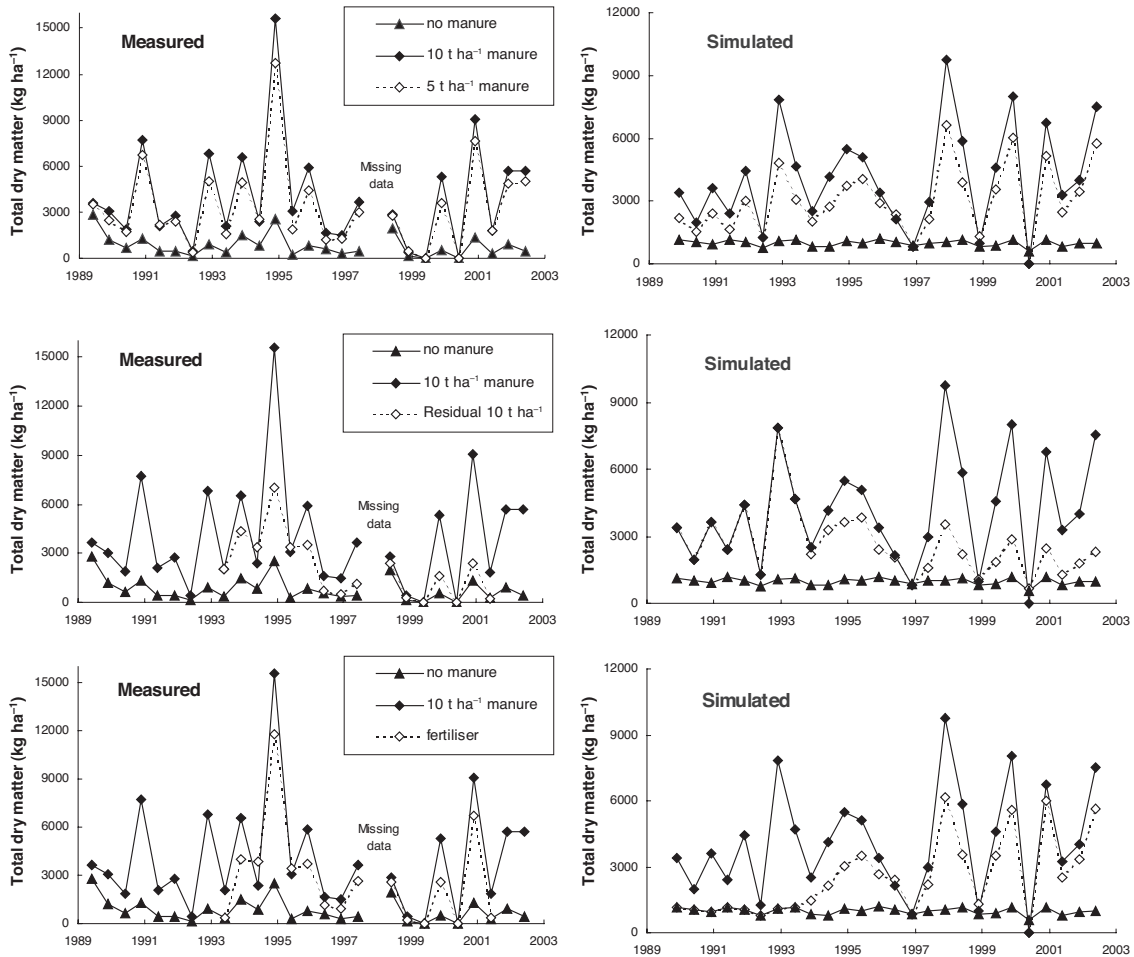 Measured
no manure
10 t ha⁻¹ manure
5 t ha⁻¹ manure
Missing
data
Total dry matter (kg ha⁻¹)
15000
12000
9000
6000
3000
0
1989 1991 1993 1995 1997 1999 2001 2003
Simulated
Total dry matter (kg ha⁻¹)
12000
9000
6000
3000
0
1989 1991 1993 1995 1997 1999 2001 2003
Measured
no manure
10 t ha⁻¹ manure
Residual 10 t ha⁻¹
Missing
data
Total dry matter (kg ha⁻¹)
15000
12000
9000
6000
3000
0
1989 1991 1993 1995 1997 1999 2001 2003
Simulated
Total dry matter (kg ha⁻¹)
12000
9000
6000
3000
0
1989 1991 1993 1995 1997 1999 2001 2003
Measured
no manure
10 t ha⁻¹ manure
fertiliser
Missing
data
Total dry matter (kg ha⁻¹)
15000
12000
9000
6000
3000
0
1989 1991 1993 1995 1997 1999 2001 2003
Simulated
Total dry matter (kg ha⁻¹)
12000
9000
6000
3000
0
1989 1991 1993 1995 1997 1999 2001 2003